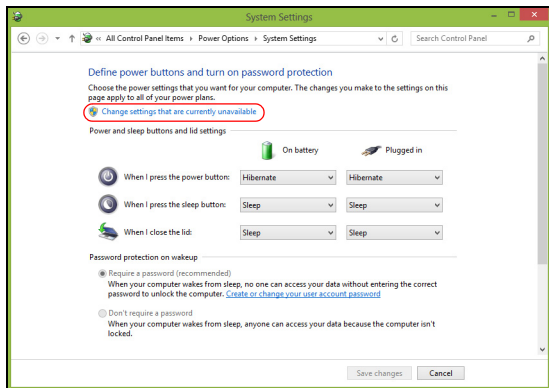 System Settings
« All Control Panel Items Power Options System Settings
Search Control Panel
Define power buttons and turn on password protection
Choose the power settings that you want for your computer. The changes you make to the settings on this
page apply to all of your power plans.
Change settings that are currently unavailable
Power and sleep buttons and lid settings
On battery Plugged in
When I press the power button: Hibernate Hibernate
When I press the sleep button: Sleep Sleep
When I close the lid: Sleep Sleep
Password protection on wakeup
Require a password (recommended)
When your computer wakes from sleep, no one can access your data without entering the correct
password to unlock the computer. Create or change your user account password
Don't require a password
When your computer wakes from sleep, anyone can access your data because the computer isn't
locked.
Save changes Cancel